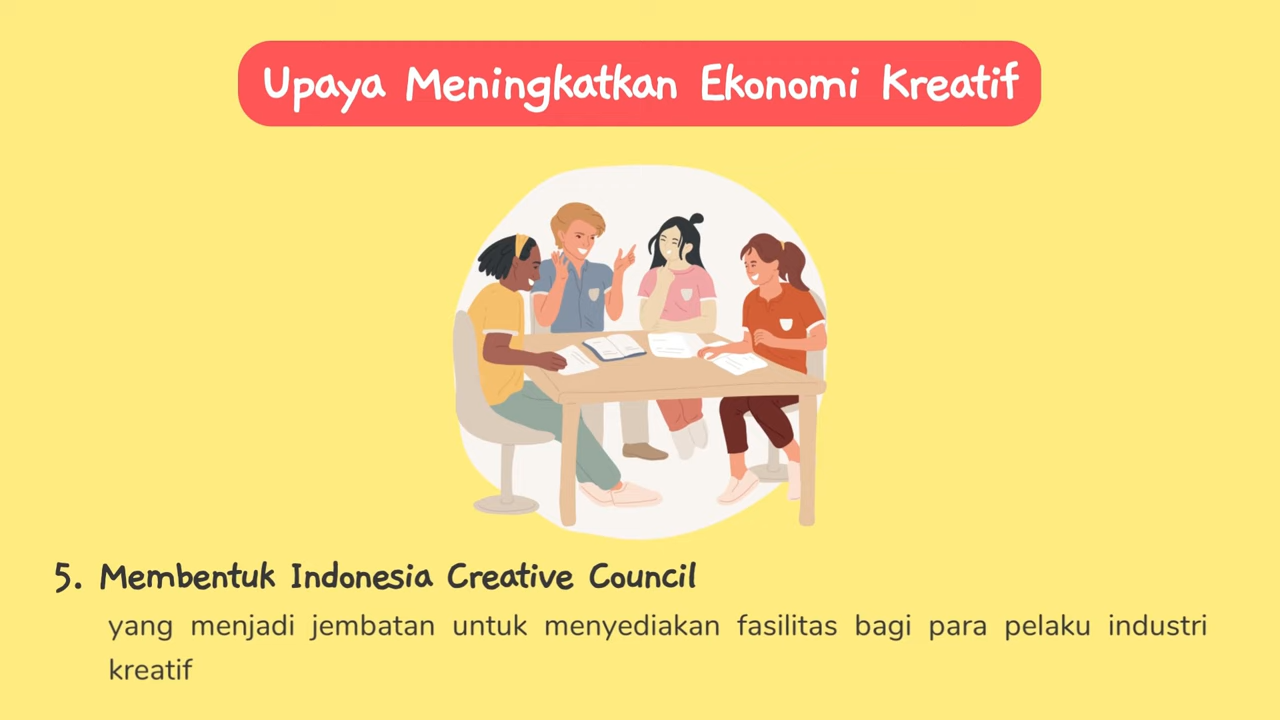 Upaya Meningkatkan Ekonomi Kreatif
5. Membentuk Indonesia Creative Council
yang menjadi jembatan untuk menyediakan fasilitas bagi para pelaku industri
kreatif